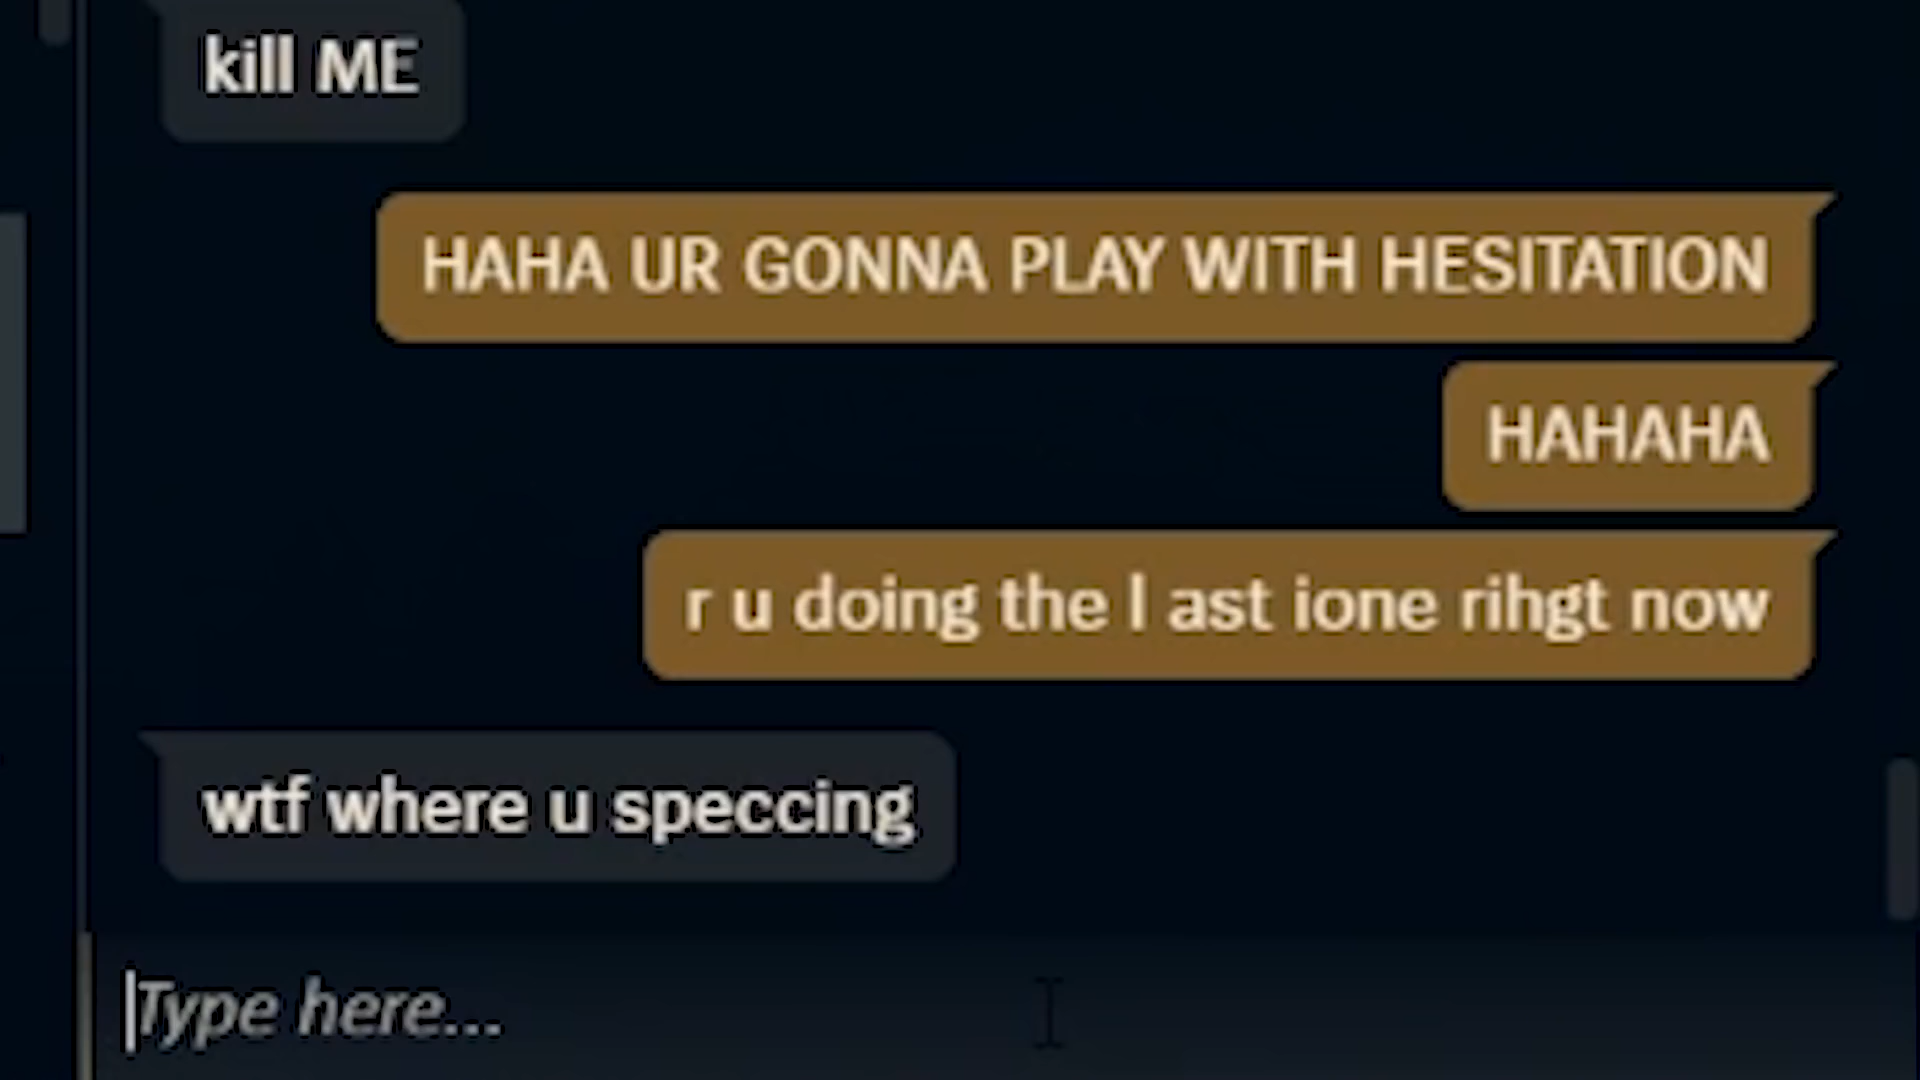 kill ME
HAHA UR GONNA PLAY WITH HESITATION
HAHAHA
r u doing the l ast ione rihgt now
wtf where u speccing
Type here...